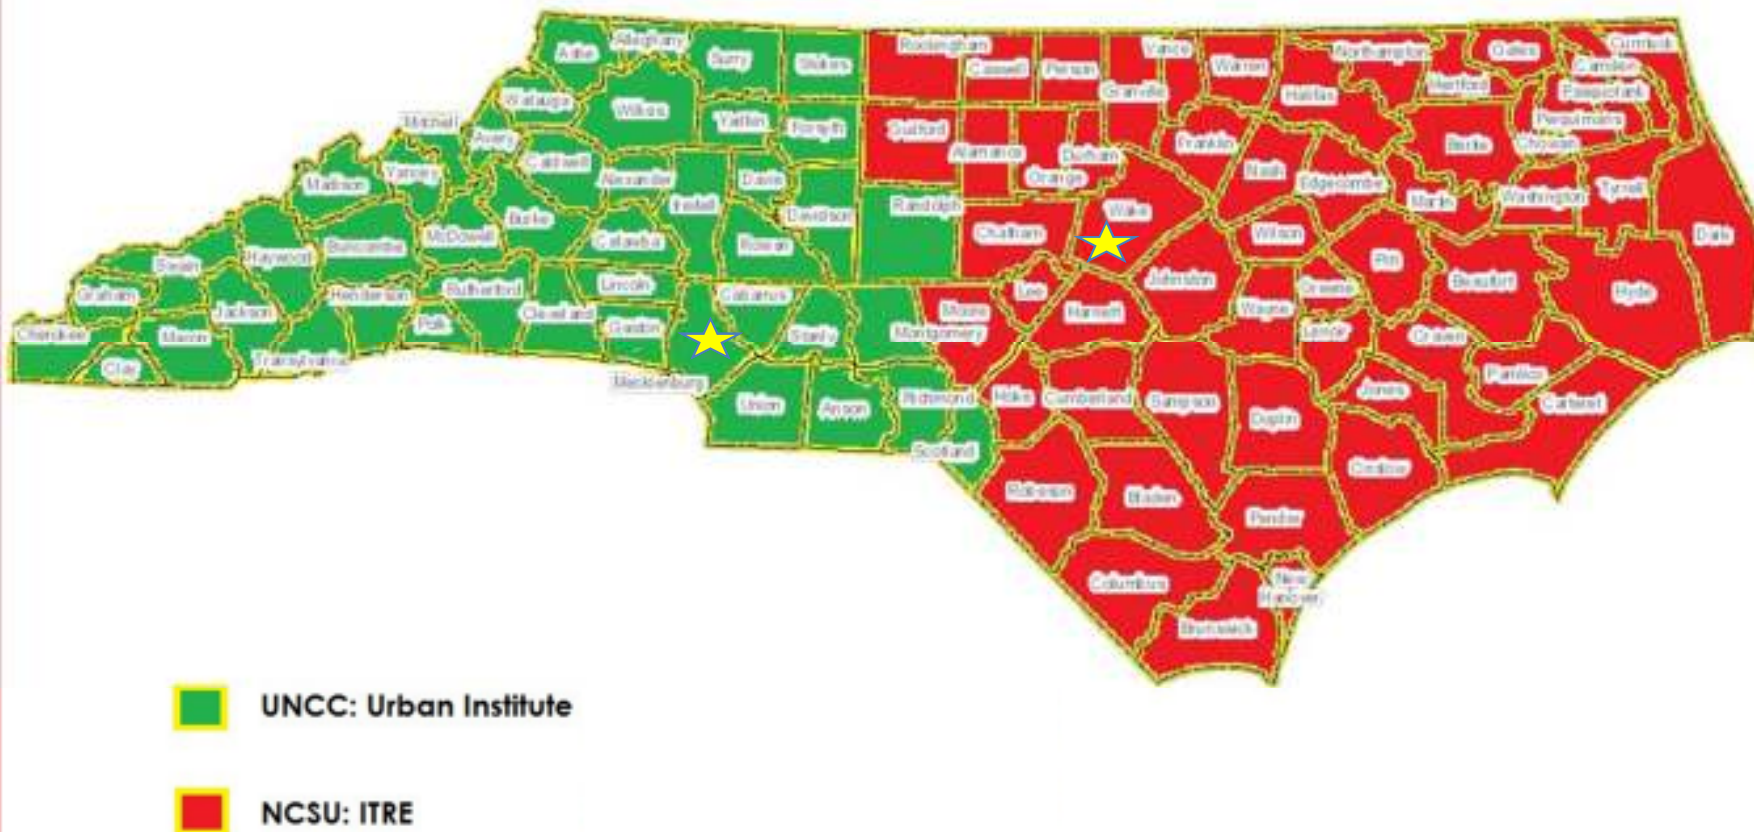 Ashe
Alleghany
Surry
Stokes
Rockingham
Caswell
Person
Vance
Granville
Warren
Northampton
Halifax
Hertford
Gates
Currituck
Camden
Pasquotank
Perquimans
Chowan
Bertie
Watauga
Wilkes
Yadkin
Forsyth
Guilford
Alamance
Orange
Durham
Franklin
Nash
Edgecombe
Martin
Washington
Tyrrell
Dare
Mitchell
Avery
Caldwell
Alexander
Iredell
Davie
Davidson
Randolph
Chatham
Wake
Wilson
Pitt
Beaufort
Hyde
Madison
Yancey
Burke
McDowell
Buncombe
Haywood
Swain
Graham
Cherokee
Clay
Macon
Jackson
Transylvania
Henderson
Polk
Rutherford
Cleveland
Catawba
Lincoln
Gaston
Rowan
Cabarrus
Stanly
Montgomery
Moore
Lee
Harnett
Johnston
Wayne
Greene
Lenoir
Craven
Pamlico
Carteret
Jones
Mecklenburg
Union
Anson
Richmond
Scotland
Hoke
Cumberland
Sampson
Duplin
Onslow
Robeson
Bladen
Pender
Columbus
New
Hanover
Brunswick
UNCC: Urban Institute
NCSU: ITRE